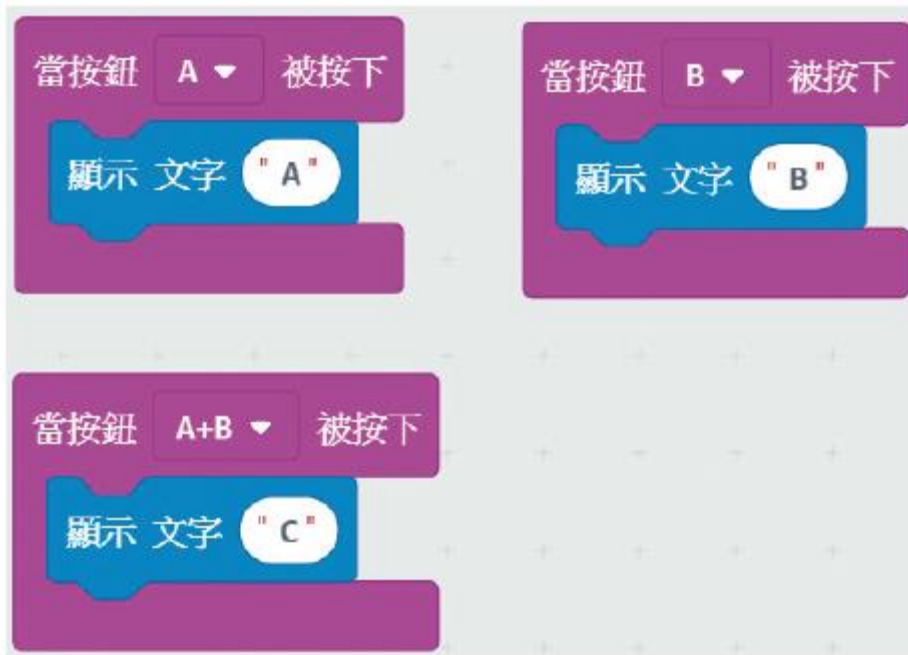 當按鈕 A 被按下
顯示 文字 "A"
當按鈕 B 被按下
顯示 文字 "B"
當按鈕 A+B 被按下
顯示 文字 "C"